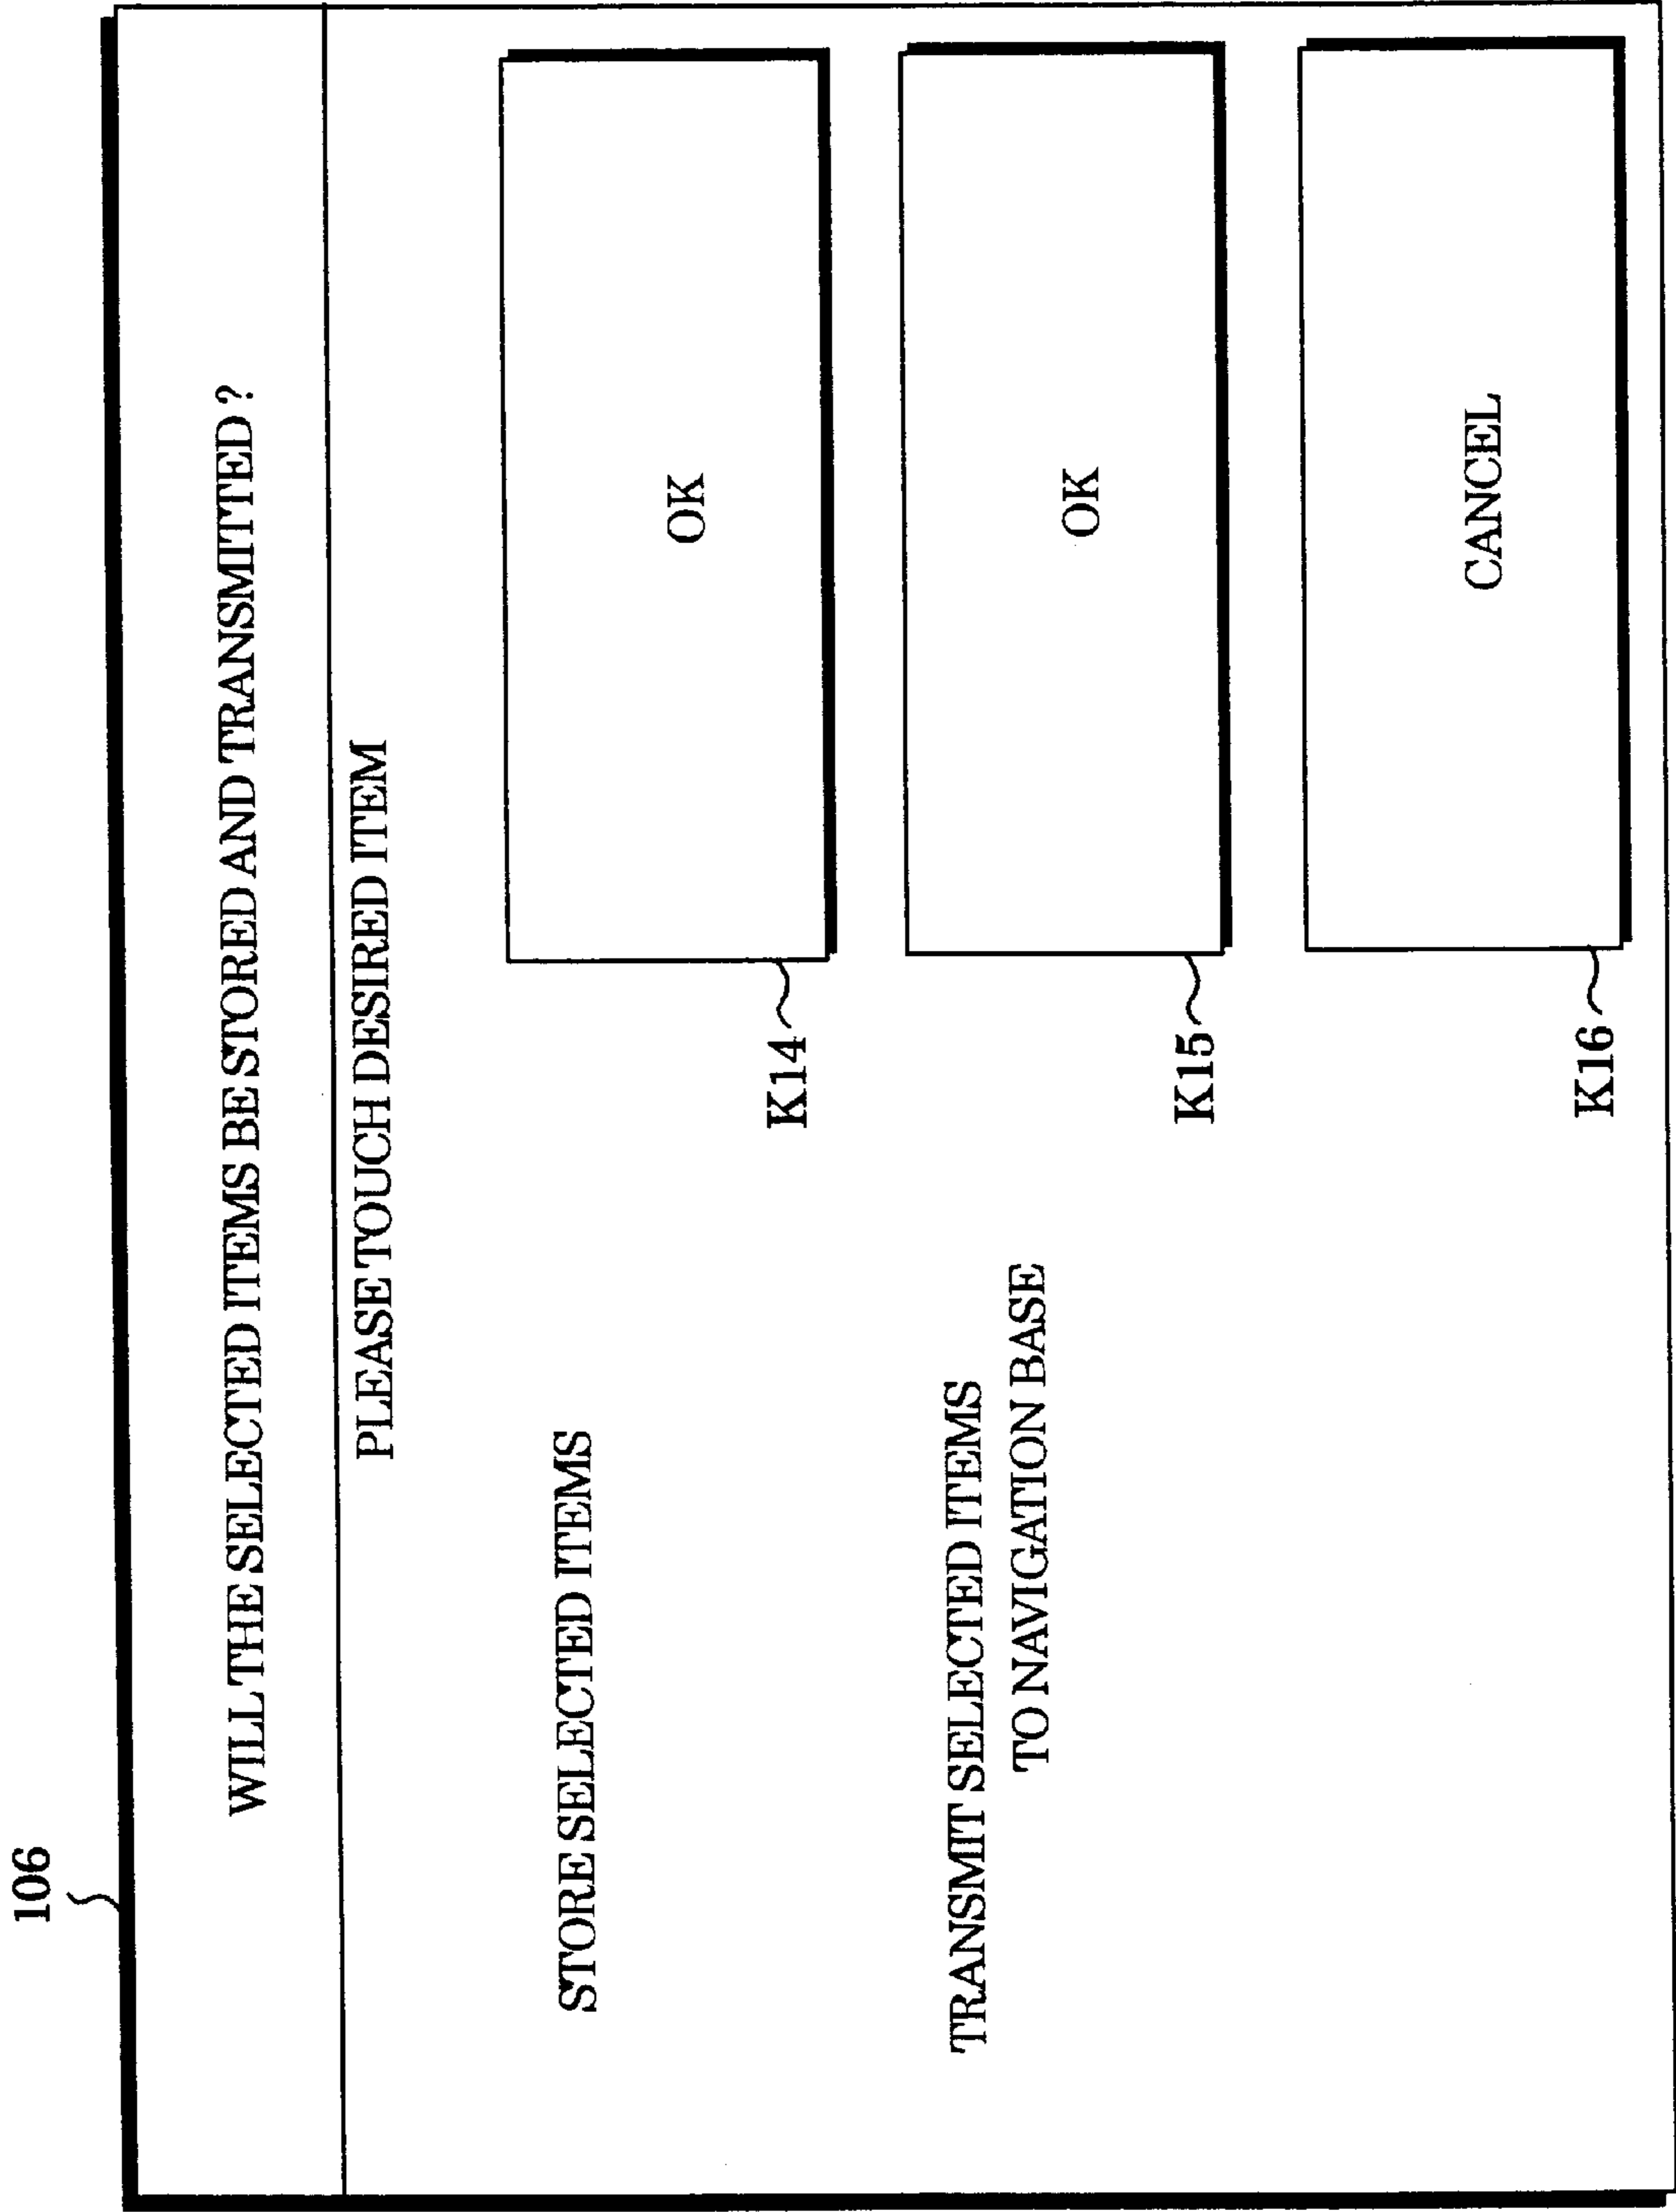 106
WILL THE SELECTED ITEMS BE STORED AND TRANSMITTED?
PLEASE TOUCH DESIRED ITEM
STORE SELECTED ITEMS
OK
K14
TRANSMIT SELECTED ITEMS
TO NAVIGATION BASE
OK
K15
CANCEL
K16